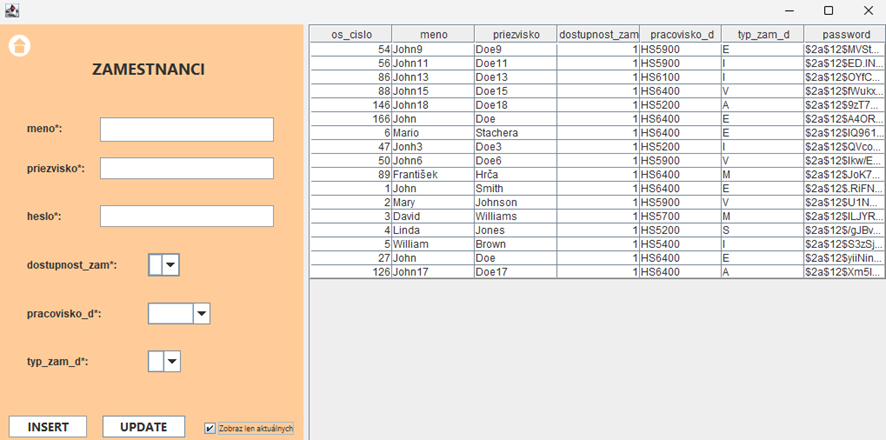 ZAMESTNANCI
meno*:
priezvisko*:
heslo*:
dostupnost_zam*:
pracovisko_d*:
typ_zam_d*:
INSERT UPDATE Zobraz len aktuálnych
os_cislo meno priezvisko dostupnost_zam pracovisko_d typ_zam_d password
54 John9 Doe9 1 HS5900 E $2a$12$MVSt...
56 John11 Doe11 1 HS5900 I $2a$12$ED.IN...
86 John13 Doe13 1 HS6100 I $2a$12$OYfC...
88 John15 Doe15 1 HS6400 V $2a$12$fWukx...
146 John18 Doe18 1 HS5200 A $2a$12$9zT7...
166 John Doe 1 HS6400 E $2a$12$A4OR...
6 Mario Stachera 1 HS6400 E $2a$12$IQ961...
47 Jonh3 Doe3 1 HS5200 I $2a$12$QVco...
50 John6 Doe6 1 HS5900 V $2a$12$Ikw/E...
89 František Hrča 1 HS6400 M $2a$12$JoK7...
1 John Smith 1 HS6400 E $2a$12$.RiFN...
2 Mary Johnson 1 HS5900 V $2a$12$U1N...
3 David Williams 1 HS5700 M $2a$12$ILJYR...
4 Linda Jones 1 HS5200 S $2a$12$/gJBv...
5 William Brown 1 HS5400 I $2a$12$S3zSj...
27 John Doe 1 HS6400 E $2a$12$yiiNin...
126 John17 Doe17 1 HS6400 A $2a$12$Xm5I...